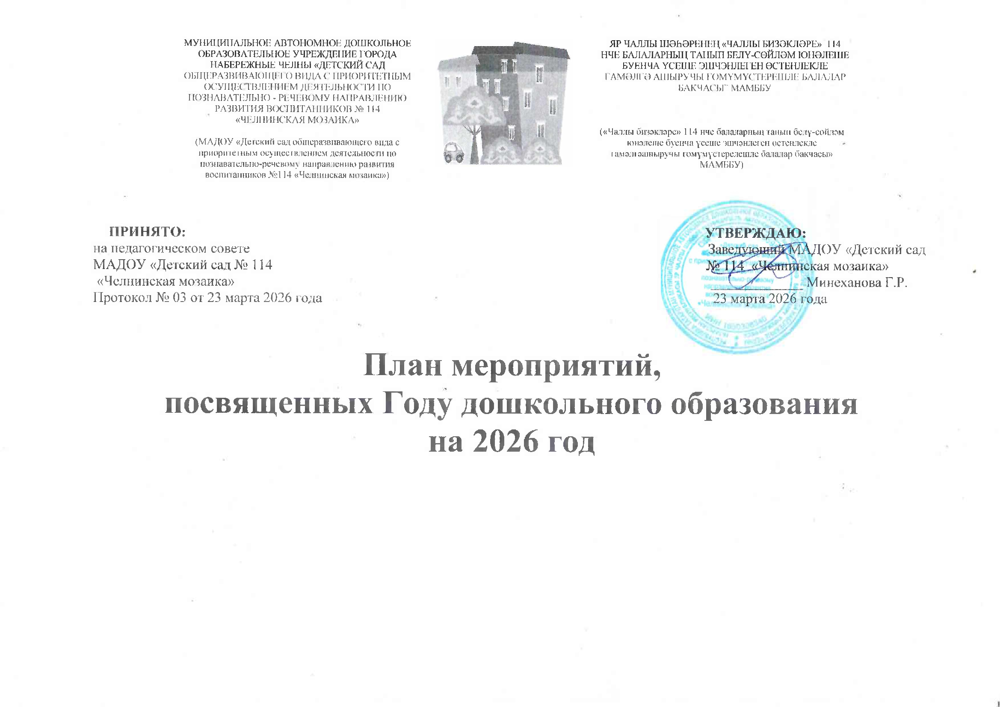 МУНИЦИПАЛЬНОЕ АВТОНОМНОЕ ДОШКОЛЬНОЕ
ОБРАЗОВАТЕЛЬНОЕ УЧРЕЖДЕНИЕ ГОРОДА
НАБЕРЕЖНЫЕ ЧЕЛНЫ «ДЕТСКИЙ САД
ОБЩЕРАЗВИВАЮЩЕГО ВИДА С ПРИОРИТЕТНЫМ
ОСУЩЕСТВЛЕНИЕМ ДЕЯТЕЛЬНОСТИ ПО
ПОЗНАВАТЕЛЬНО - РЕЧЕВОМУ НАПРАВЛЕНИЮ
РАЗВИТИЯ ВОСПИТАННИКОВ № 114
«ЧЕЛНИНСКАЯ МОЗАИКА»
(МАДОУ «Детский сад общеразвивающего вида с
приоритетным осуществлением деятельности по
познавательно-речевому направлению развития
воспитанников №114 «Челнинская мозаика»)
ЯР ЧАЛЛЫ ШӘҺӘРЕНЕҢ «ЧАЛЛЫ БИЗӘКЛӘРЕ» 114
НЧЕ БАЛАЛАРНЫҢ ТАНЫП БЕЛҮ-СӨЙЛӘМ ЮНӘЛЕШЕ
БУЕНЧА ҮСЕШЕ ЭШЧӘНЛЕГЕН ӨСТЕНЛЕКЛЕ
ГАМӘЛГӘ АШЫРУЧЫ ГОМҮМҮСТЕРЕШЛЕ БАЛАЛАР
БАКЧАСЫ" МАМББУ
(«Чаллы бизәкләре» 114 нче балаларның танып белү-сөйләм
юнәлеше буенча үсеше эшчәнлеген өстенлекле
гамәлгәашыручы гомүмүстерелешле балалар бакчасы»
МАМББУ)
ПРИНЯТО:
на педагогическом совете
МАДОУ «Детский сад № 114
«Челнинская мозаика»
Протокол № 03 от 23 марта 2026 года
УТВЕРЖДАЮ:
Заведующий МАДОУ «Детский сад
№ 114 «Челнинская мозаика»
_____________ Минеханова Г.Р.
23 марта 2026 года
План мероприятий,
посвященных Году дошкольного образования
на 2026 год